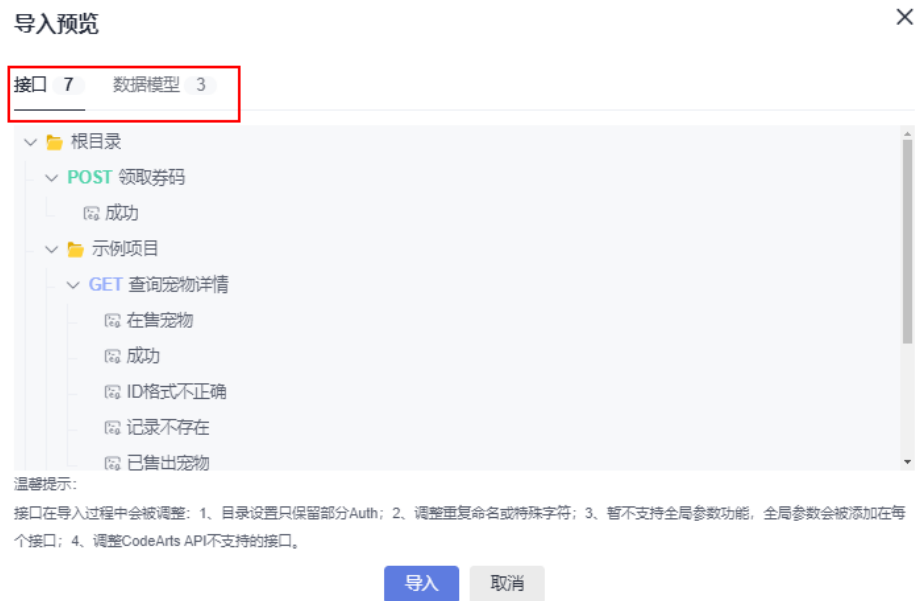 导入预览
接口 7 数据模型 3
根目录
POST 领取券码
成功
示例项目
GET 查询宠物详情
在售宠物
成功
ID格式不正确
记录不存在
已售出宠物
温馨提示：
接口在导入过程中会被调整：1、目录设置只保留部分Auth；2、调整重复命名或特殊字符；3、暂不支持全局参数功能，全局参数会被添加在每
个接口；4、调整CodeArts API不支持的接口。
导入 取消